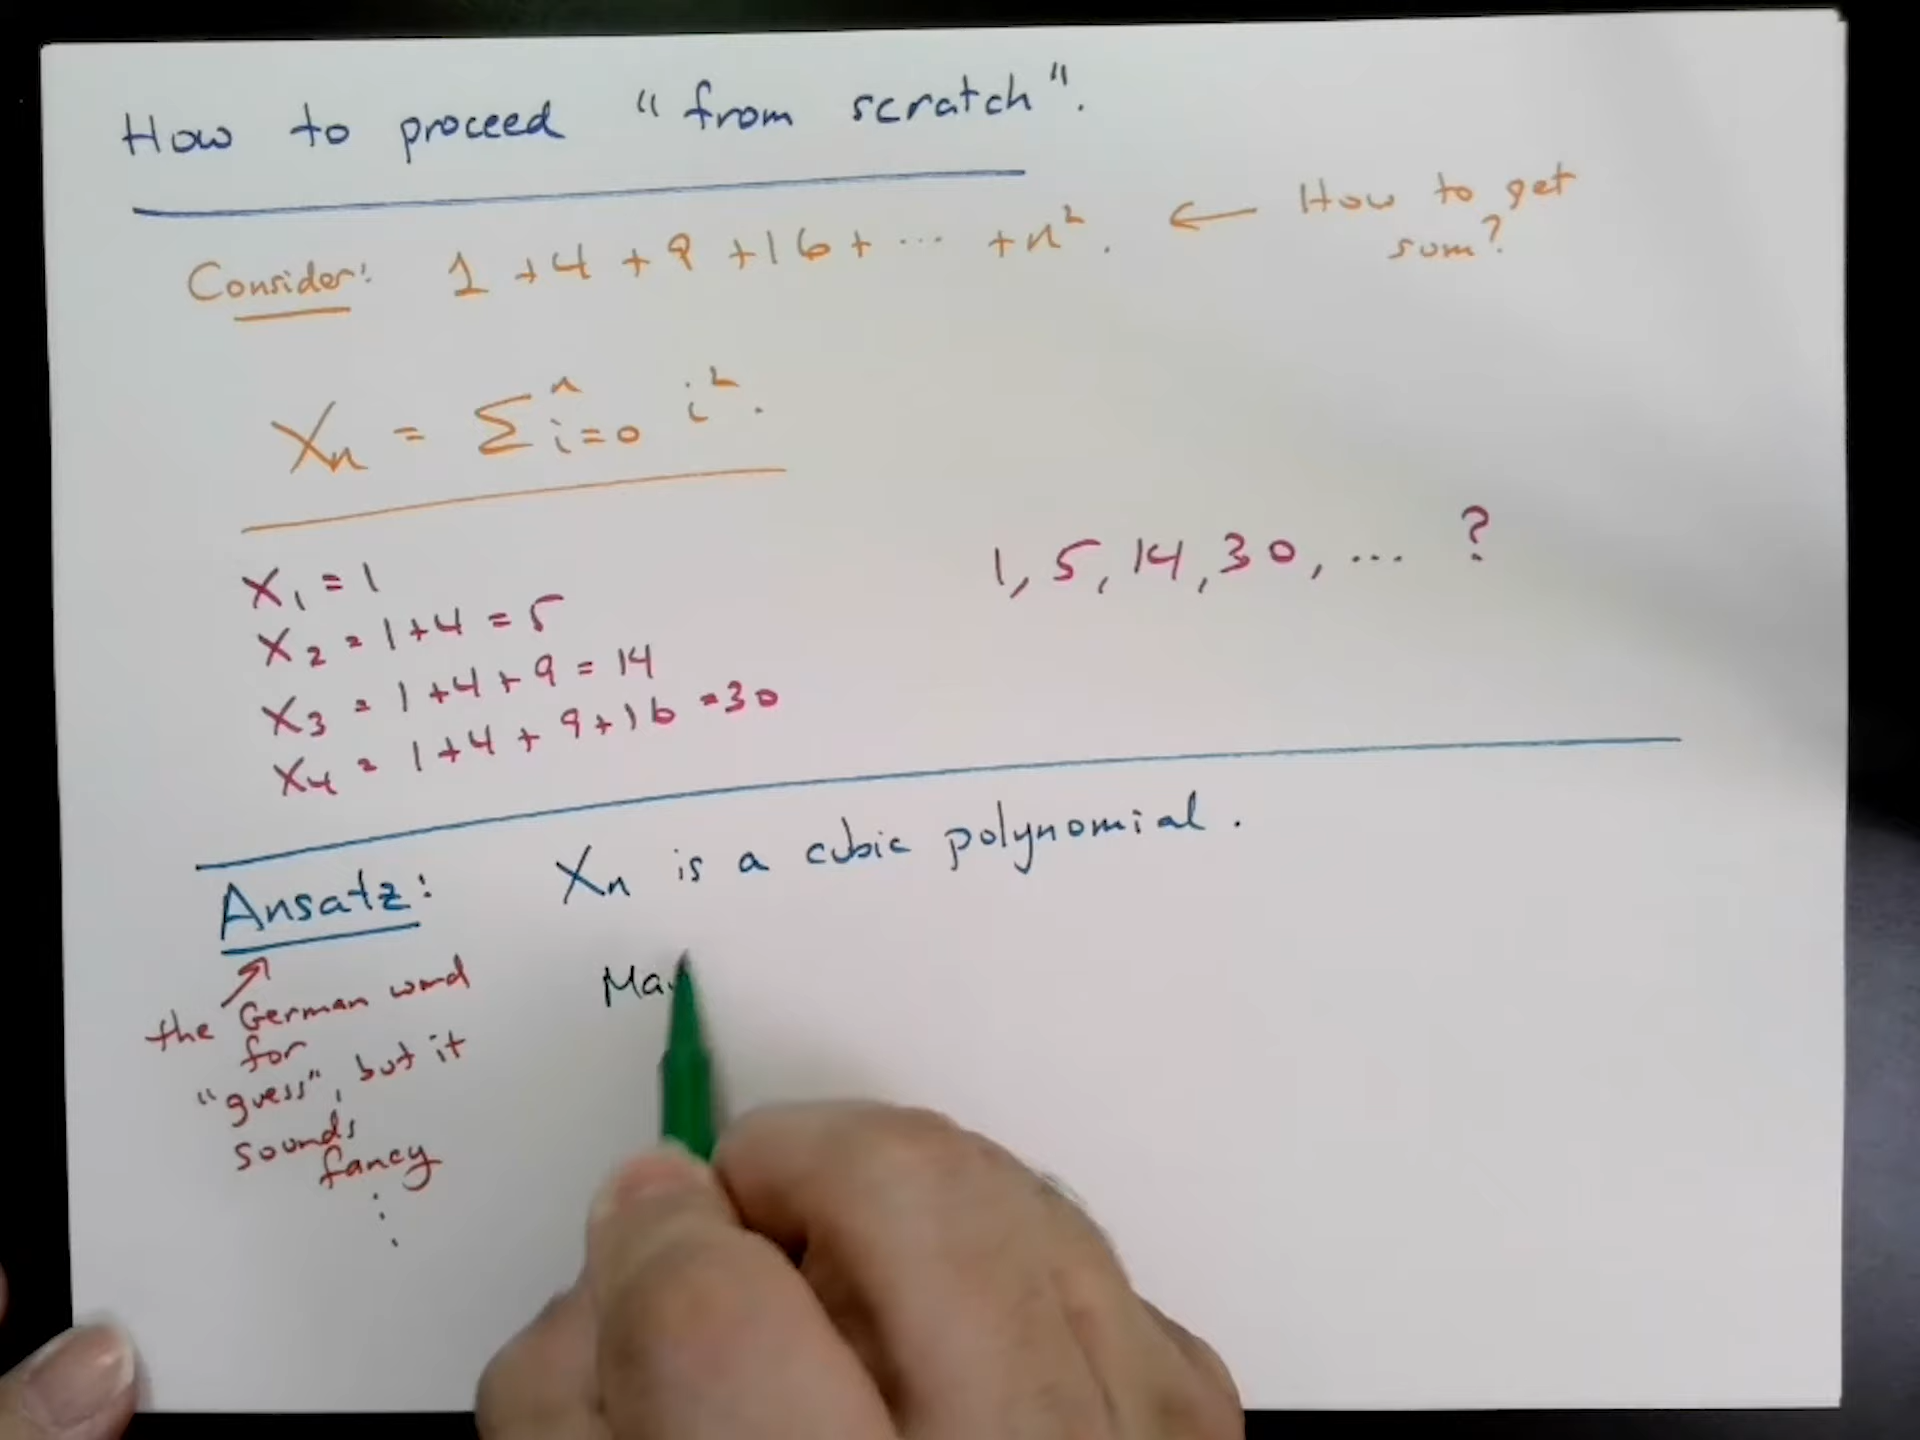 How to proceed "from scratch".
Consider: 1 + 4 + 9 + 16 + ... + n². ← How to get
sum?
Xₙ = Σⁿᵢ₌₀ i².
X₁ = 1
X₂ = 1+4 = 5
X₃ = 1+4+9 = 14
X₄ = 1+4+9+16 = 30
1, 5, 14, 30, ... ?
Ansatz: Xₙ is a cubic polynomial.
the German word
for
"guess", but it
sounds
fancy
...